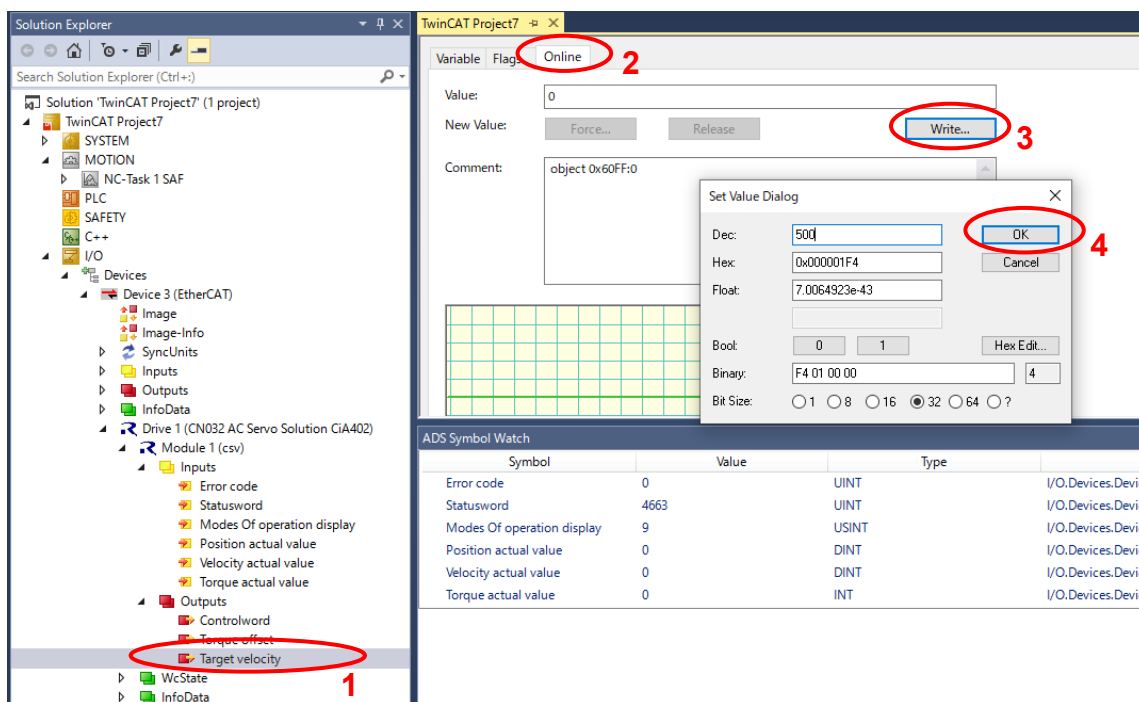 Solution Explorer
Search Solution Explorer (Ctrl+:)
Solution 'TwinCAT Project7' (1 project)
TwinCAT Project7
SYSTEM
MOTION
NC-Task 1 SAF
PLC
SAFETY
C++
I/O
Devices
Device 3 (EtherCAT)
Image
Image-Info
SyncUnits
Inputs
Outputs
InfoData
Drive 1 (CN032 AC Servo Solution CiA402)
Module 1 (csv)
Inputs
Error code
Statusword
Modes Of operation display
Position actual value
Velocity actual value
Torque actual value
Outputs
Controlword
Torque offset
Target velocity
1
WcState
InfoData
TwinCAT Project7
Variable Flags Online 2
Value: 0
New Value: Force... Release Write... 3
Comment: object 0x60FF:0
Set Value Dialog
Dec: 500 OK 4
Hex: 0x000001F4 Cancel
Float: 7.0064923e-43
Bool: 0 1 Hex Edit...
Binary: F4 01 00 00 4
Bit Size: 1 8 16 32 64 ?
ADS Symbol Watch
Symbol Value Type
Error code 0 UINT I/O.Devices.Devi
Statusword 4663 UINT I/O.Devices.Devi
Modes Of operation display 9 USINT I/O.Devices.Devi
Position actual value 0 DINT I/O.Devices.Devi
Velocity actual value 0 DINT I/O.Devices.Devi
Torque actual value 0 INT I/O.Devices.Devi